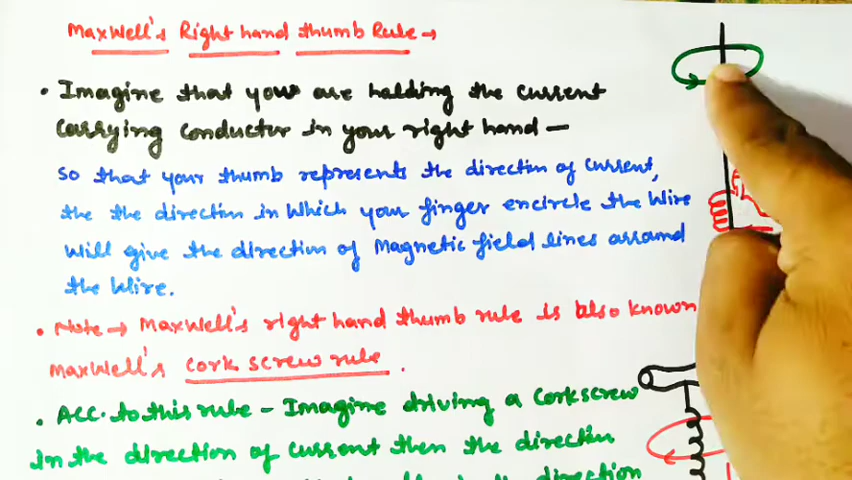 Maxwell's Right hand thumb Rule →
• Imagine that your are holding the current
carrying conductor in your right hand —
so that your thumb represents the direction of current,
the the direction in which your finger encircle the wire
will give the direction of Magnetic field lines around
the wire.
• Note → Maxwell's right hand thumb rule is also known
Maxwell's cork screw rule.
• Acc. to this rule - Imagine driving a corkscrew
in the direction of current then the direction
direction